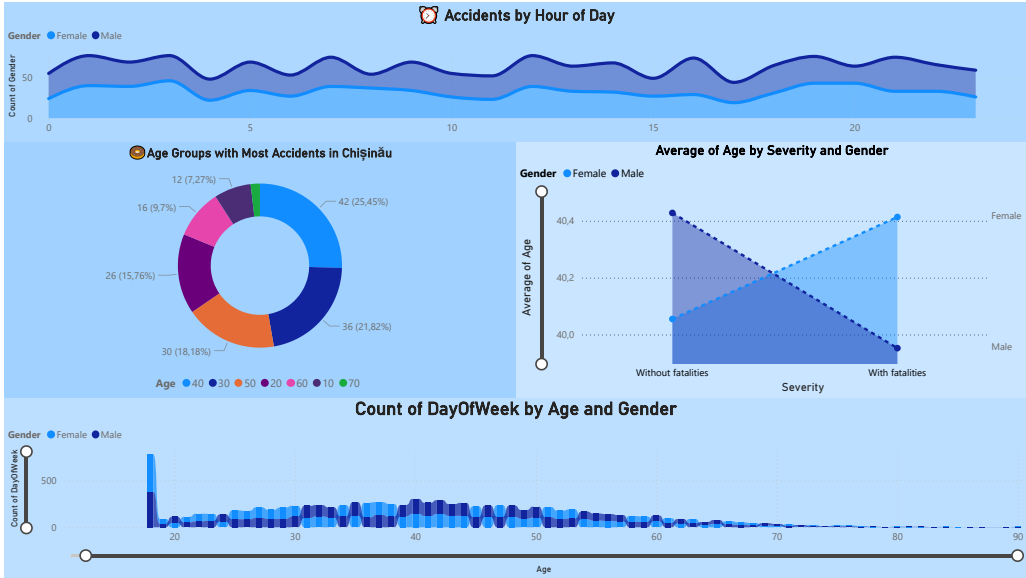 ⏰ Accidents by Hour of Day
Gender Female Male
Count of Gender
50
0
0 5 10 15 20
🍩Age Groups with Most Accidents in Chișinău
12 (7,27%)
42 (25,45%)
16 (9,7%)
26 (15,76%)
36 (21,82%)
30 (18,18%)
Age 40 30 50 20 60 10 70
Average of Age by Severity and Gender
Gender Female Male
Average of Age
40,4
40,2
40,0
Female
Male
Without fatalities With fatalities
Severity
Count of DayOfWeek by Age and Gender
Gender Female Male
Count of DayOfWeek
500
0
20 30 40 50 60 70 80 90
Age